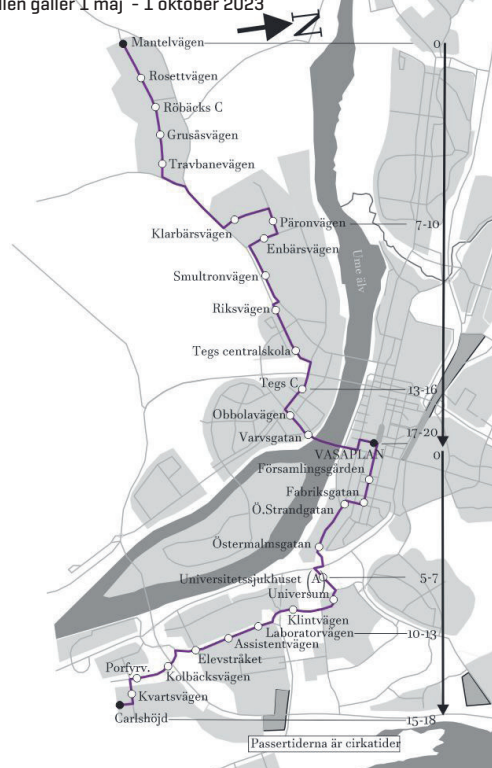 llen gäller 1 maj - 1 oktober 2023
N
Mantelvägen 0
Rosettvägen
Röbäcks C
Grusåsvägen
Travbanevägen
Klarbärsvägen
Päronvägen 7-10
Enbärsvägen
Ume älv
Smultronvägen
Riksvägen
Tegs centralskola
Tegs C 13-16
Obbolavägen
Varvsgatan 17-20
VASAPLAN 0
Församlingsgården
Fabriksgatan
Ö.Strandgatan
Östermalmsgatan
Universitetssjukhuset (A) 5-7
Universum
Klintvägen
Laboratorvägen 10-13
Assistentvägen
Elevstråket
Porfyrv.
Kolbäcksvägen
Kvartsvägen
Carlshöjd 15-18
Passertiderna är cirkatider